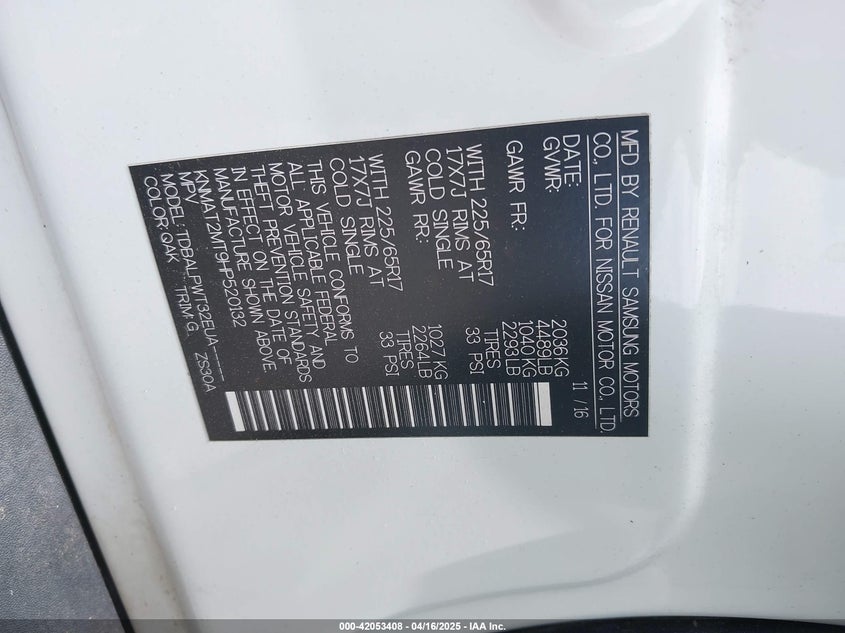 MFD BY RENAULT SAMSUNG MOTORS
CO., LTD. FOR NISSAN MOTOR CO., LTD.
DATE: 11 / 16
GVWR: 2036KG
4489LB
GAWR FR: 1040 KG
2293LB
WITH 225/65R17 TIRES
17X7J RIMS AT 33 PSI
COLD SINGLE
GAWR RR: 1027 KG
2264LB
WITH 225/65R17 TIRES
17X7J RIMS AT 33 PSI
COLD SINGLE
THIS VEHICLE CONFORMS TO
ALL APPLICABLE FEDERAL
MOTOR VEHICLE SAFETY AND
THEFT PREVENTION STANDARDS
IN EFFECT ON THE DATE OF
MANUFACTURE SHOWN ABOVE
KNMAT2MT9HP520132
MPV
MODEL: TDBALPWT32EUA-----
COLOR: QAK TRIM: G ZS30A
000-42053408 - 04/16/2025 - IAA Inc.